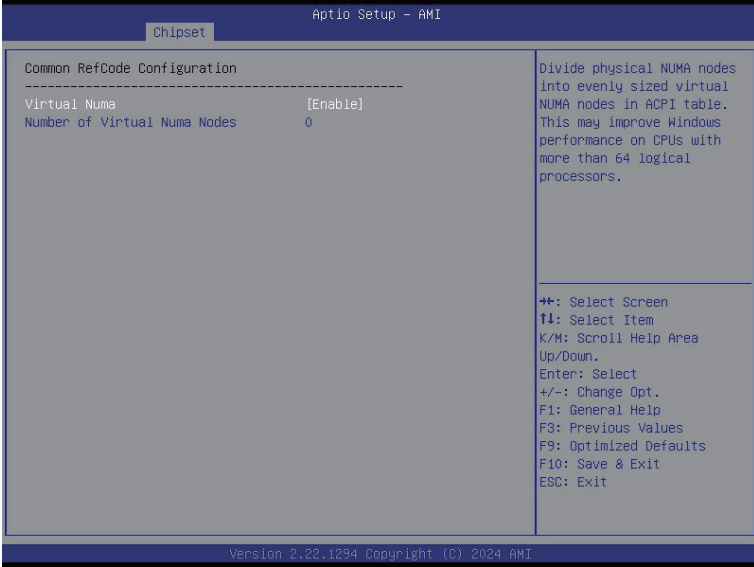 Aptio Setup – AMI
Chipset
Common RefCode Configuration
--------------------------------------------------
Virtual Numa [Enable]
Number of Virtual Numa Nodes 0
Divide physical NUMA nodes
into evenly sized virtual
NUMA nodes in ACPI table.
This may improve Windows
performance on CPUs with
more than 64 logical
processors.
→←: Select Screen
↑↓: Select Item
K/M: Scroll Help Area
Up/Down.
Enter: Select
+/-: Change Opt.
F1: General Help
F3: Previous Values
F9: Optimized Defaults
F10: Save & Exit
ESC: Exit
Version 2.22.1294 Copyright (C) 2024 AMI